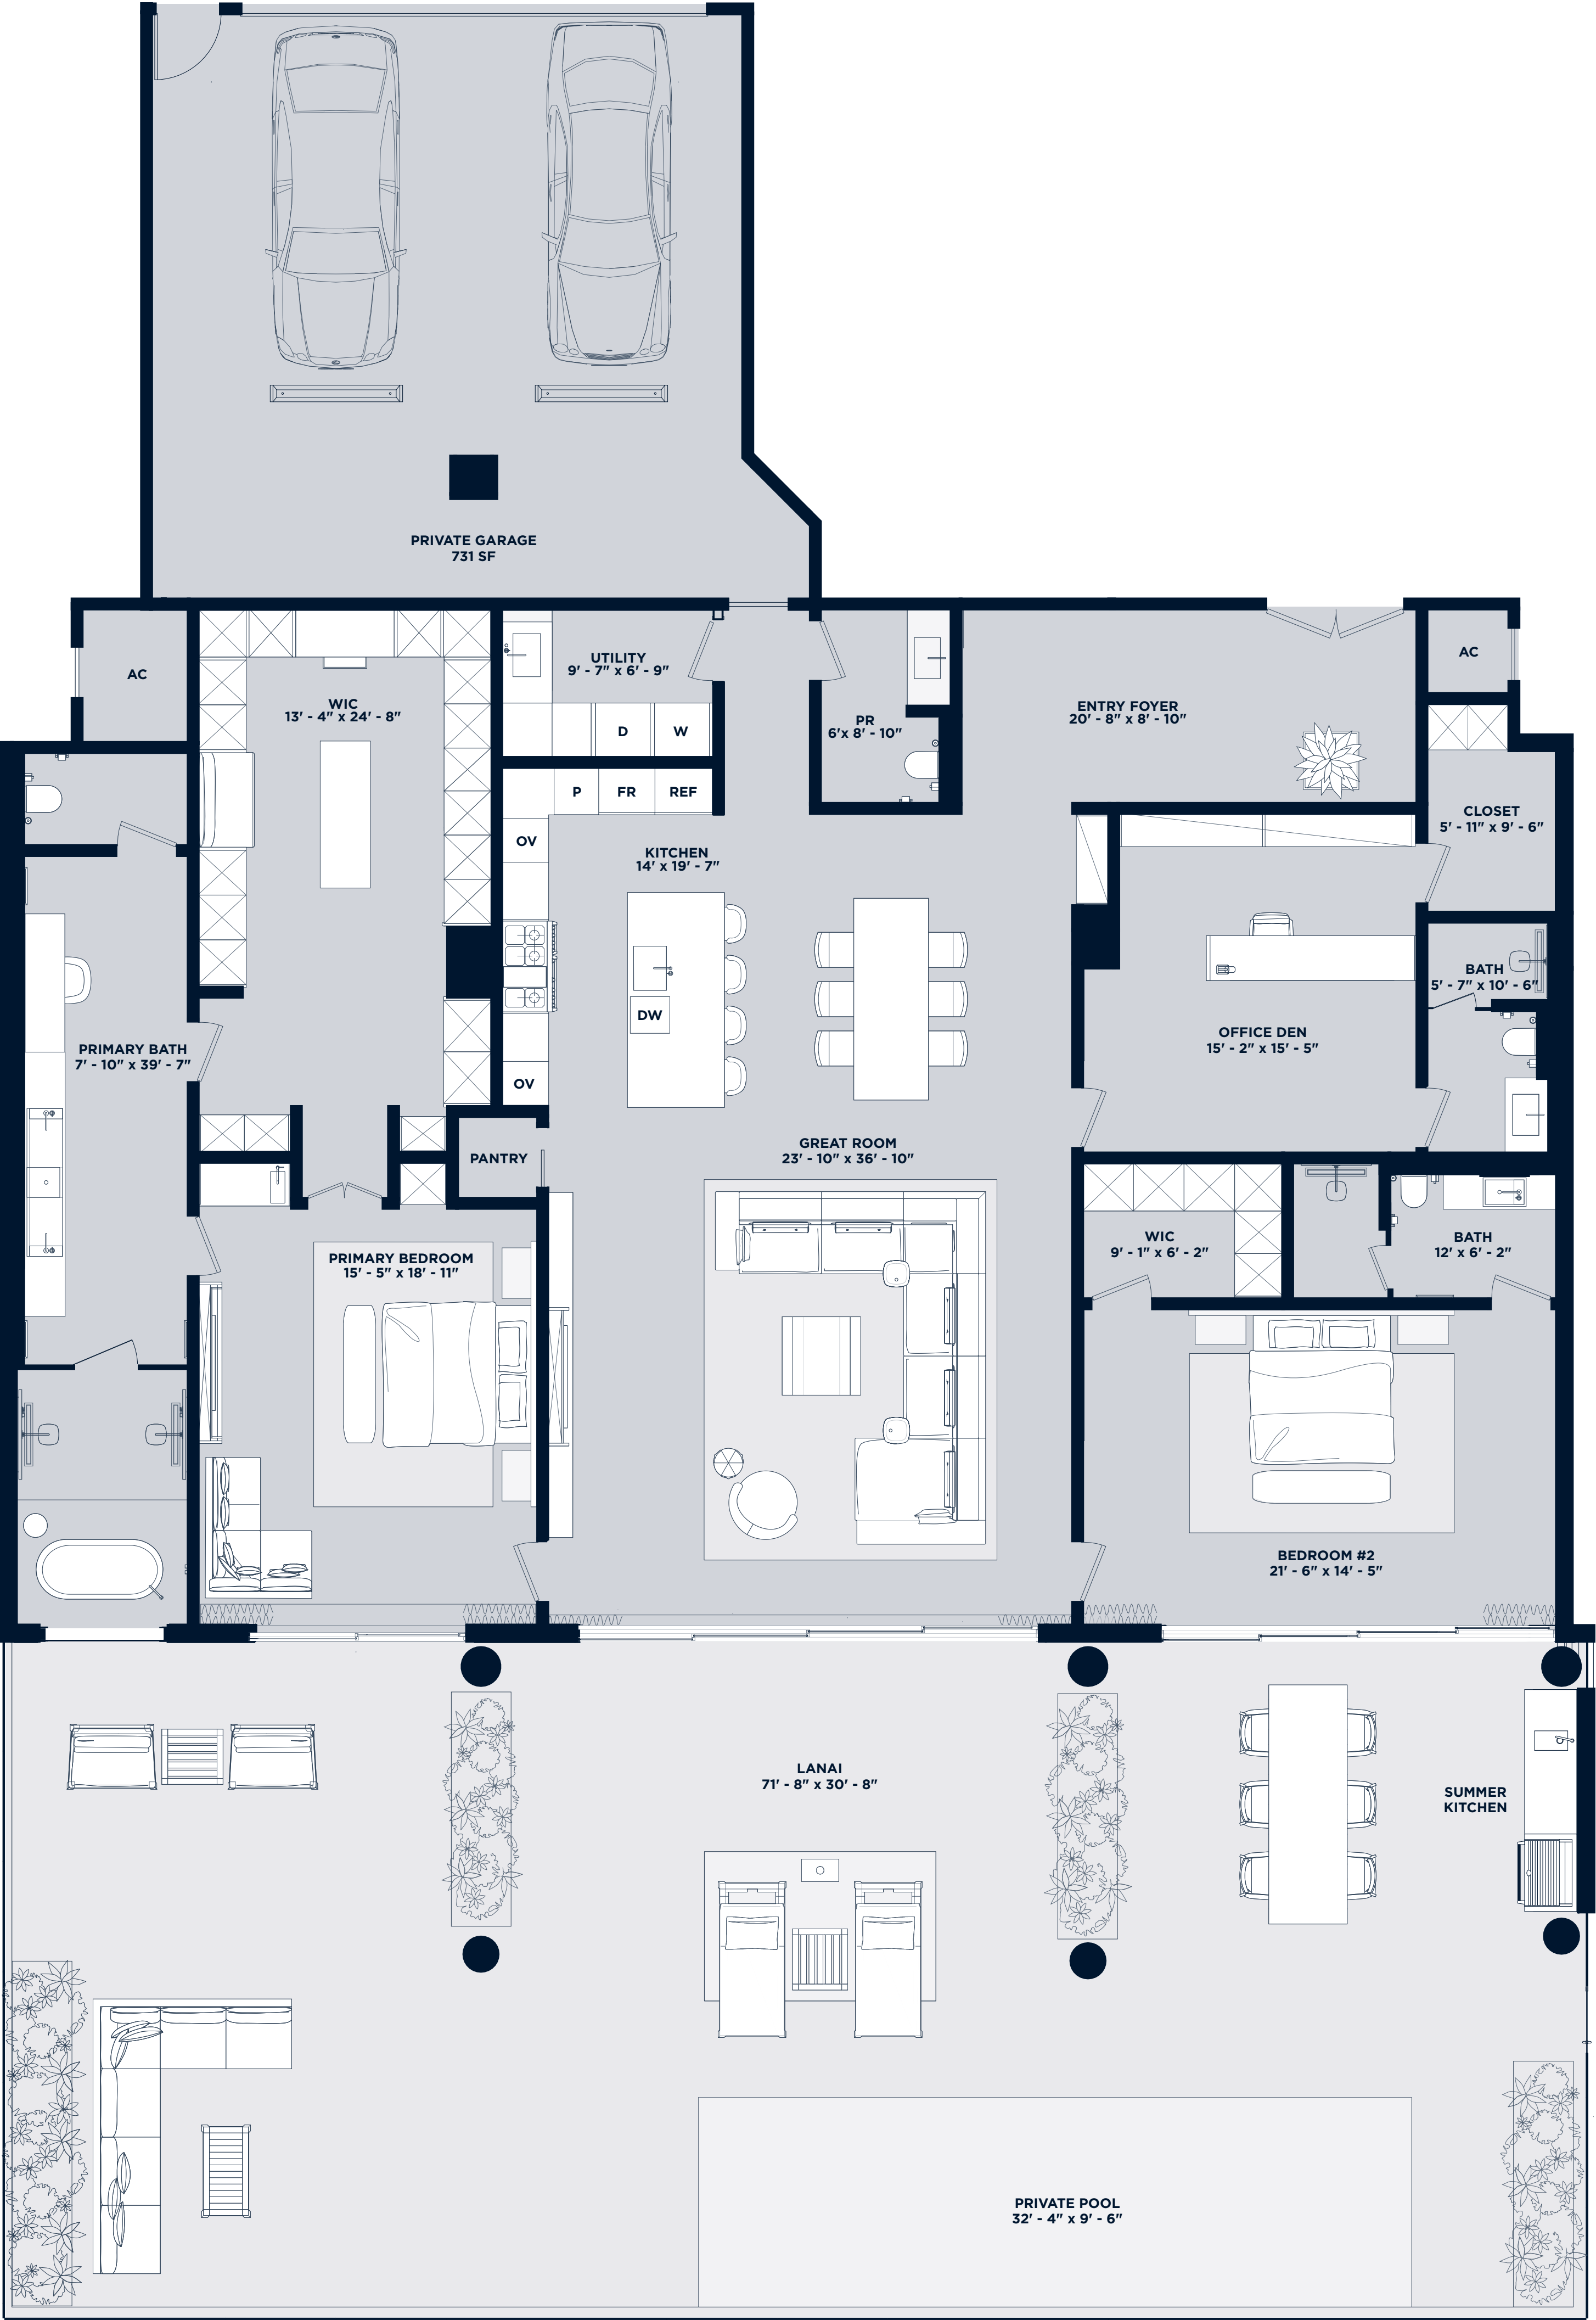 PRIVATE GARAGE
731 SF
AC
WIC
13' - 4" x 24' - 8"
UTILITY
9' - 7" x 6' - 9"
D
W
PR
6'x 8' - 10"
ENTRY FOYER
20' - 8" x 8' - 10"
AC
P
FR
REF
OV
KITCHEN
14' x 19' - 7"
CLOSET
5' - 11" x 9' - 6"
BATH
5' - 7" x 10' - 6"
DW
OV
PRIMARY BATH
7' - 10" x 39' - 7"
OFFICE DEN
15' - 2" x 15' - 5"
PANTRY
GREAT ROOM
23' - 10" x 36' - 10"
WIC
9' - 1" x 6' - 2"
BATH
12' x 6' - 2"
PRIMARY BEDROOM
15' - 5" x 18' - 11"
BEDROOM #2
21' - 6" x 14' - 5"
LANAI
71' - 8" x 30' - 8"
SUMMER
KITCHEN
PRIVATE POOL
32' - 4" x 9' - 6"